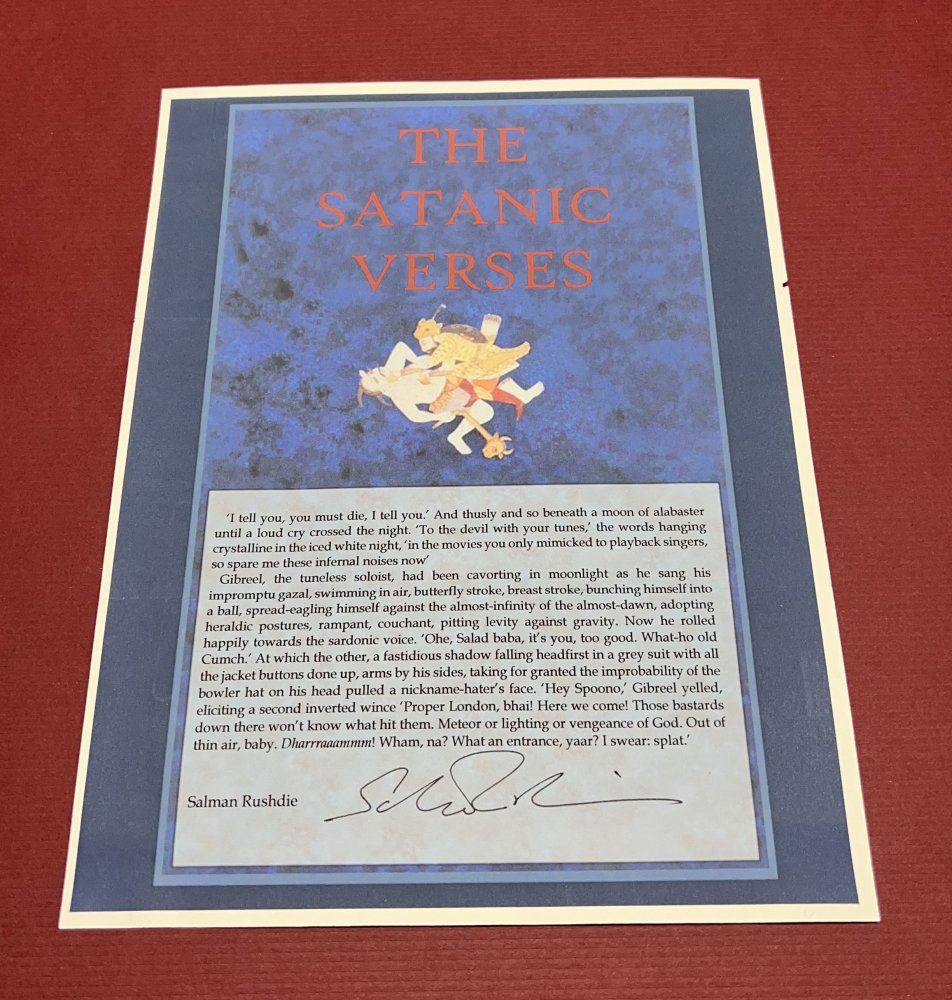 THE
SATANIC
VERSES
'I tell you, you must die, I tell you.' And thusly and so beneath a moon of alabaster
until a loud cry crossed the night. 'To the devil with your tunes,' the words hanging
crystalline in the iced white night, 'in the movies you only mimicked to playback singers,
so spare me these infernal noises now'
Gibreel, the tuneless soloist, had been cavorting in moonlight as he sang his
impromptu gazal, swimming in air, butterfly stroke, breast stroke, bunching himself into
a ball, spread-eagling himself against the almost-infinity of the almost-dawn, adopting
heraldic postures, rampant, couchant, pitting levity against gravity. Now he rolled
happily towards the sardonic voice. 'Ohe, Salad baba, it's you, too good. What-ho old
Cumch.' At which the other, a fastidious shadow falling headfirst in a grey suit with all
the jacket buttons done up, arms by his sides, taking for granted the improbability of the
bowler hat on his head pulled a nickname-hater's face. 'Hey Spoono,' Gibreel yelled,
eliciting a second inverted wince 'Proper London, bhai! Here we come! Those bastards
down there won't know what hit them. Meteor or lighting or vengeance of God. Out of
thin air, baby. Dharrraaammm! Wham, na? What an entrance, yaar? I swear: splat.'
Salman Rushdie